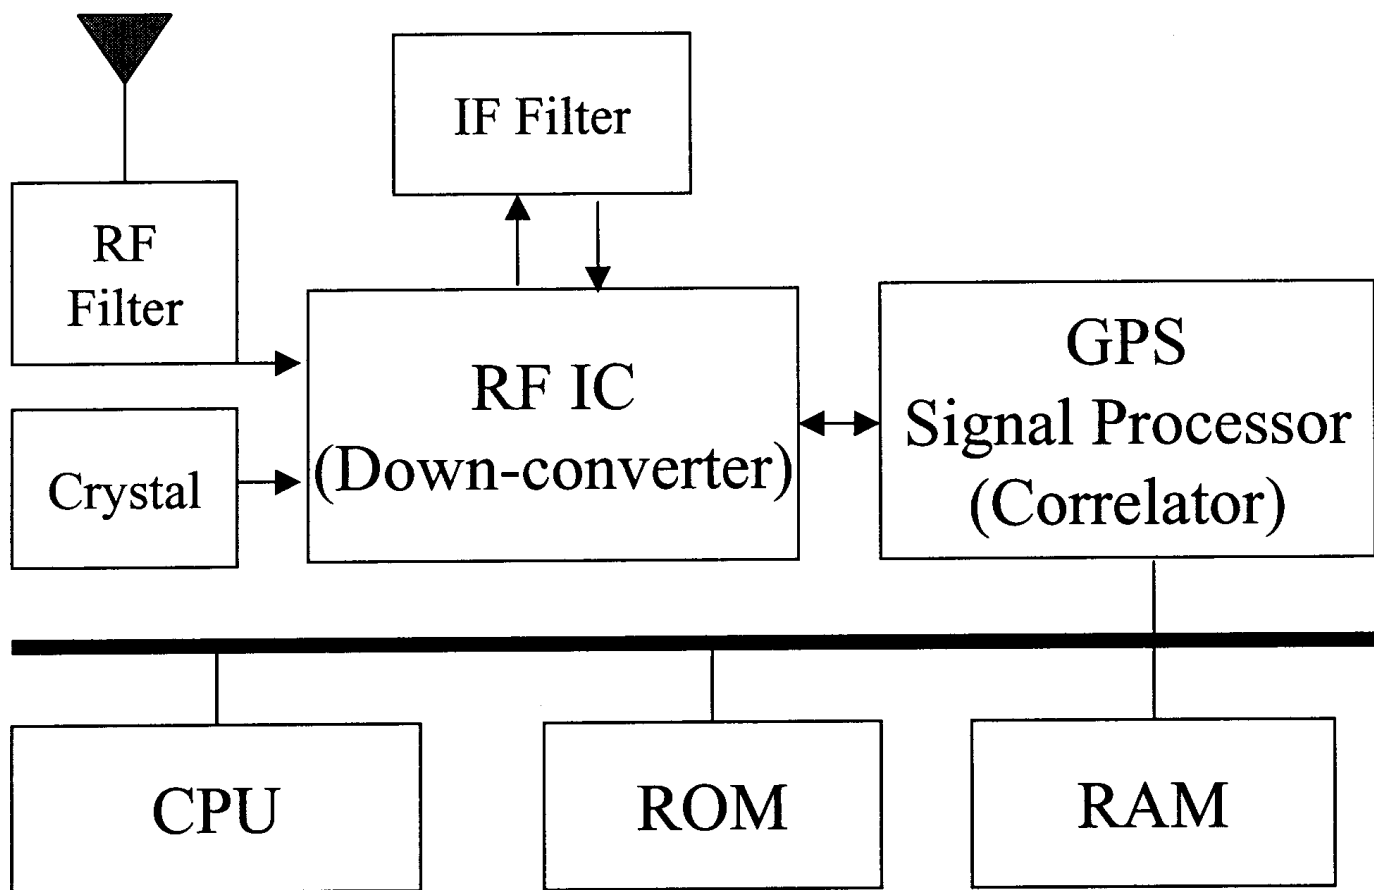 IF Filter
RF
Filter
RF IC
(Down-converter)
GPS
Signal Processor
(Correlator)
Crystal
CPU
ROM
RAM